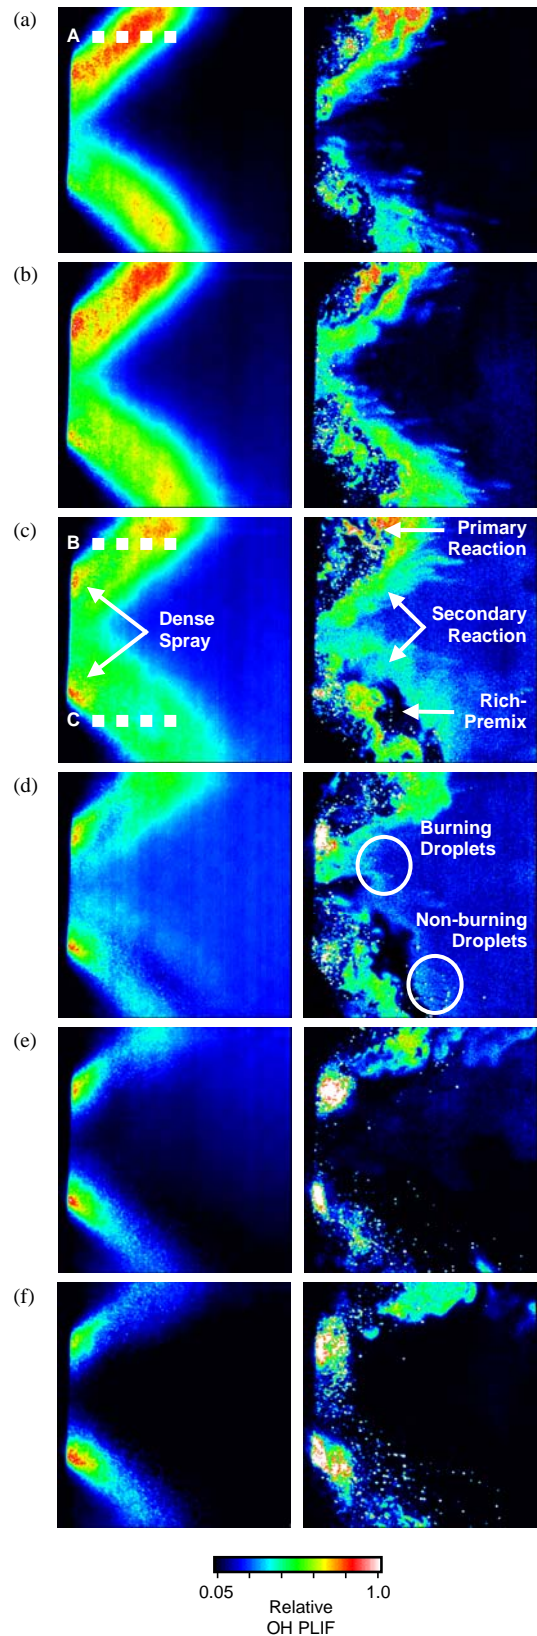 (a)
A
(b)
(c)
B
Primary
Reaction
Dense
Spray
Secondary
Reaction
C
Rich-
Premix
(d)
Burning
Droplets
Non-burning
Droplets
(e)
(f)
0.05
1.0
Relative
OH PLIF